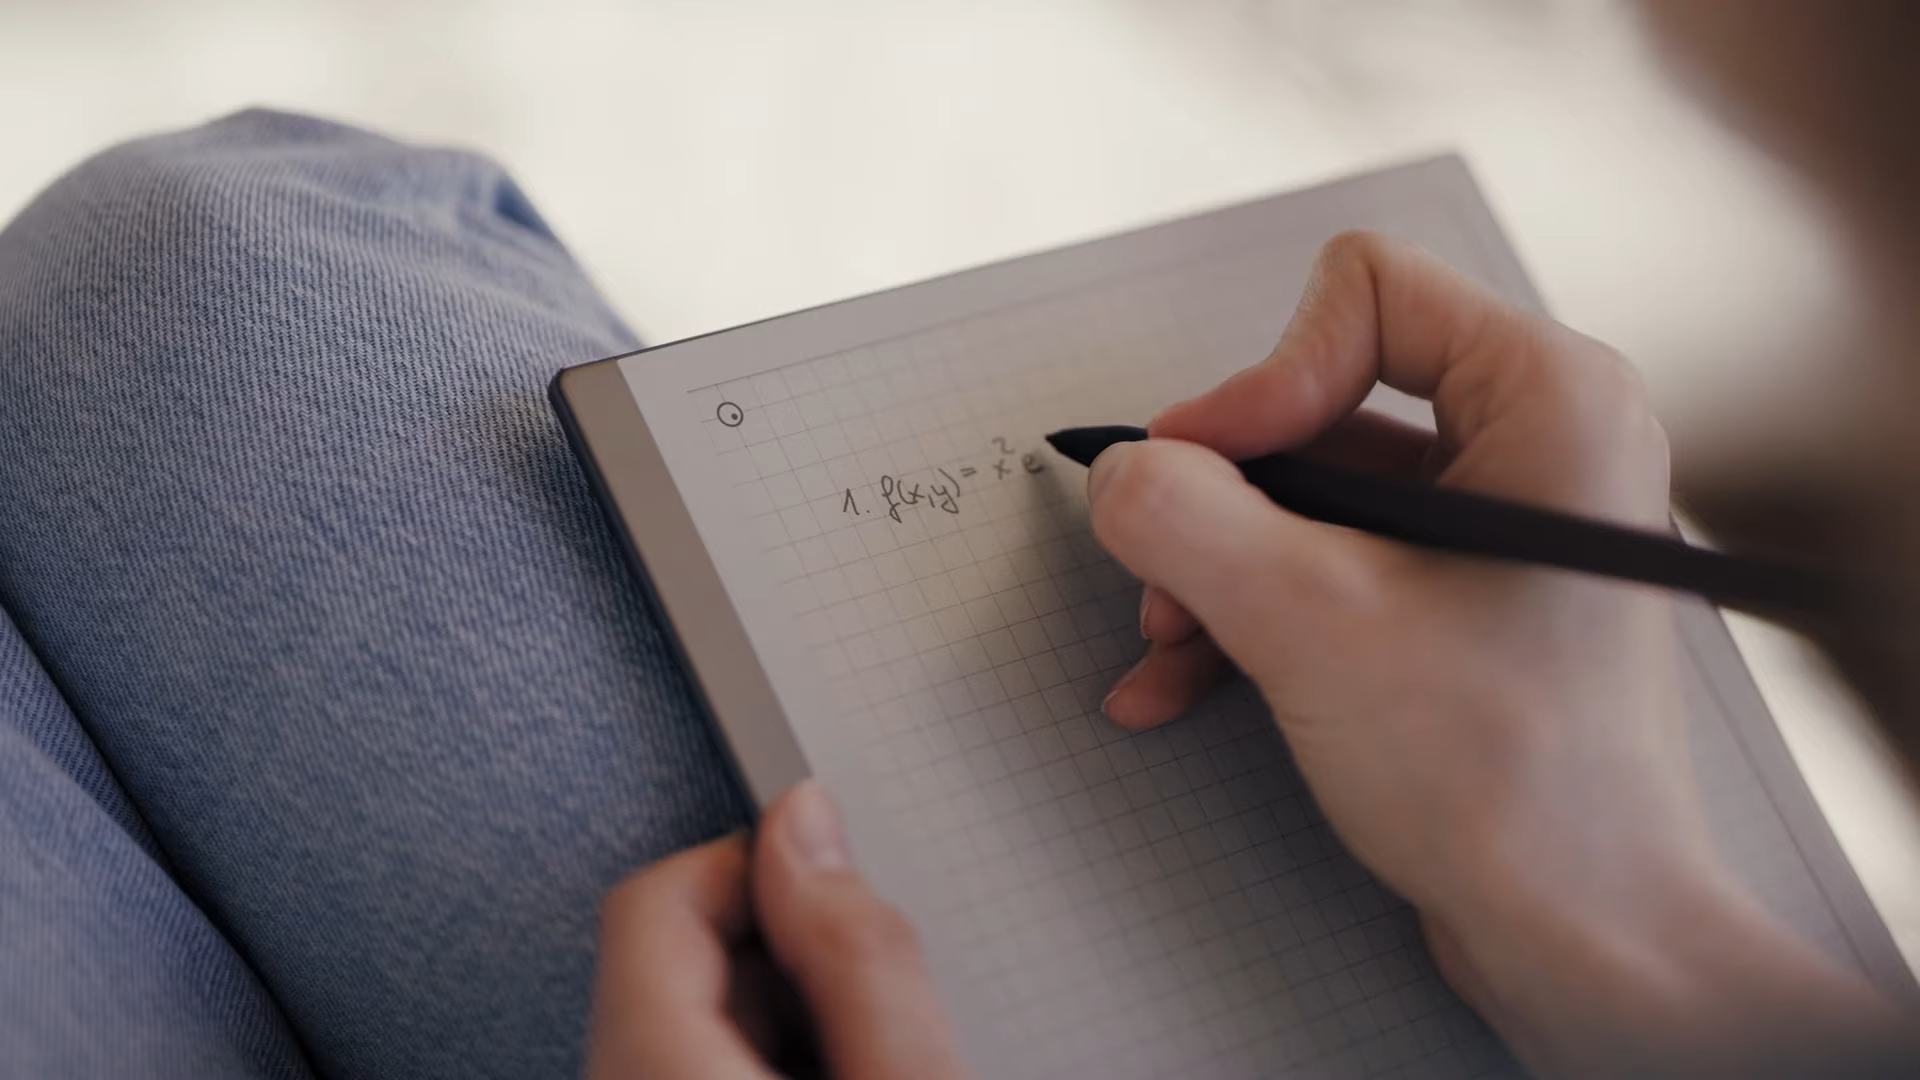 1. f(x,y) = x² e